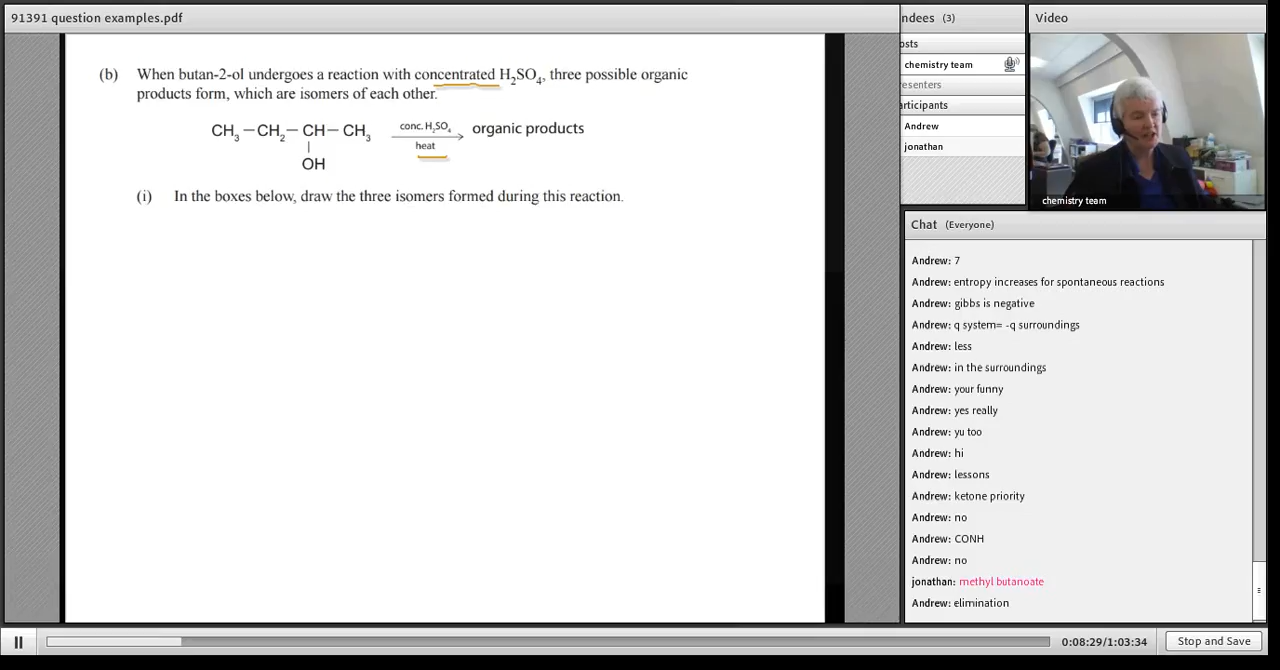 91391 question examples.pdf
(b) When butan-2-ol undergoes a reaction with concentrated H₂SO₄, three possible organic
products form, which are isomers of each other.
CH₃ — CH₂ — CH — CH₃
|
OH
conc. H₂SO₄
heat
organic products
(i) In the boxes below, draw the three isomers formed during this reaction.
ndees (3)
osts
chemistry team
resenters
articipants
Andrew
jonathan
Video
chemistry team
Chat (Everyone)
Andrew: 7
Andrew: entropy increases for spontaneous reactions
Andrew: gibbs is negative
Andrew: q system= -q surroundings
Andrew: less
Andrew: in the surroundings
Andrew: your funny
Andrew: yes really
Andrew: yu too
Andrew: hi
Andrew: lessons
Andrew: ketone priority
Andrew: no
Andrew: CONH
Andrew: no
jonathan: methyl butanoate
Andrew: elimination
0:08:29/1:03:34
Stop and Save